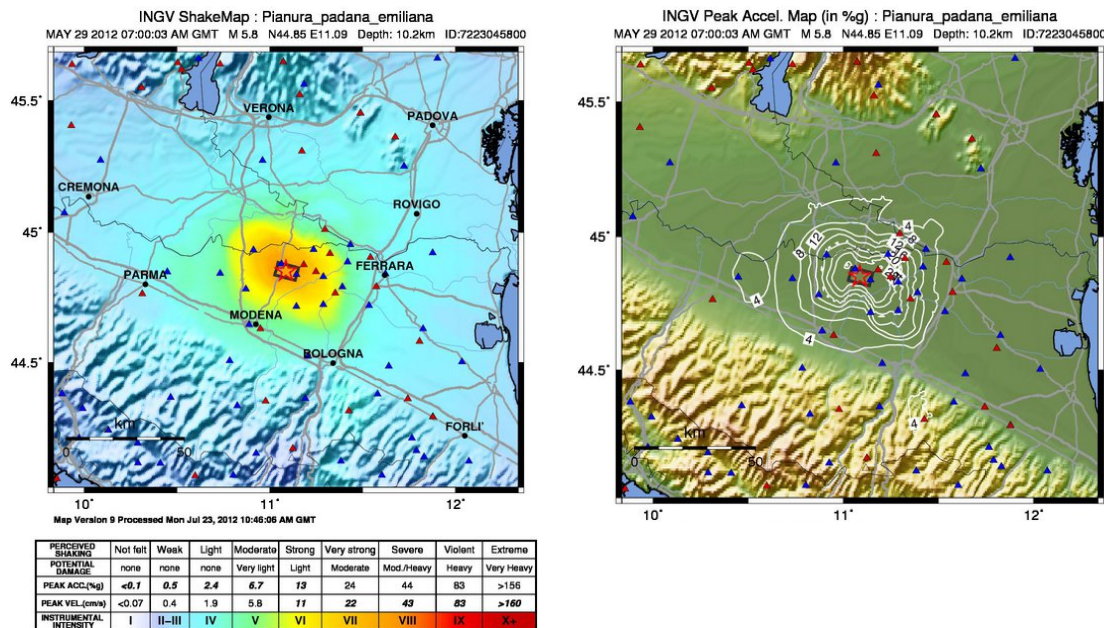 INGV ShakeMap : Pianura_padana_emiliana
MAY 29 2012 07:00:03 AM GMT M 5.8 N44.85 E11.09 Depth: 10.2km ID:7223045800
45.5˚
45˚
44.5˚
VERONA
PADOVA
CREMONA
ROVIGO
PARMA
FERRARA
MODENA
BOLOGNA
FORLI'
km
0
50
10˚
11˚
12˚
Map Version 9 Processed Mon Jul 23, 2012 10:46:06 AM GMT
PERCEIVED SHAKING Not felt Weak Light Moderate Strong Very strong Severe Violent Extreme
POTENTIAL DAMAGE none none none Very light Light Moderate Mod./Heavy Heavy Very Heavy
PEAK ACC.(%g) <0.1 0.5 2.4 6.7 13 24 44 83 >156
PEAK VEL.(cm/s) <0.07 0.4 1.9 5.8 11 22 43 83 >160
INSTRUMENTAL INTENSITY I II–III IV V VI VII VIII IX X+
INGV Peak Accel. Map (in %g) : Pianura_padana_emiliana
MAY 29 2012 07:00:03 AM GMT M 5.8 N44.85 E11.09 Depth: 10.2km ID:7223045800
45.5˚
45˚
44.5˚
4
8
12
8
12
4
8
4
4
4
km
0
50
10˚
11˚
12˚